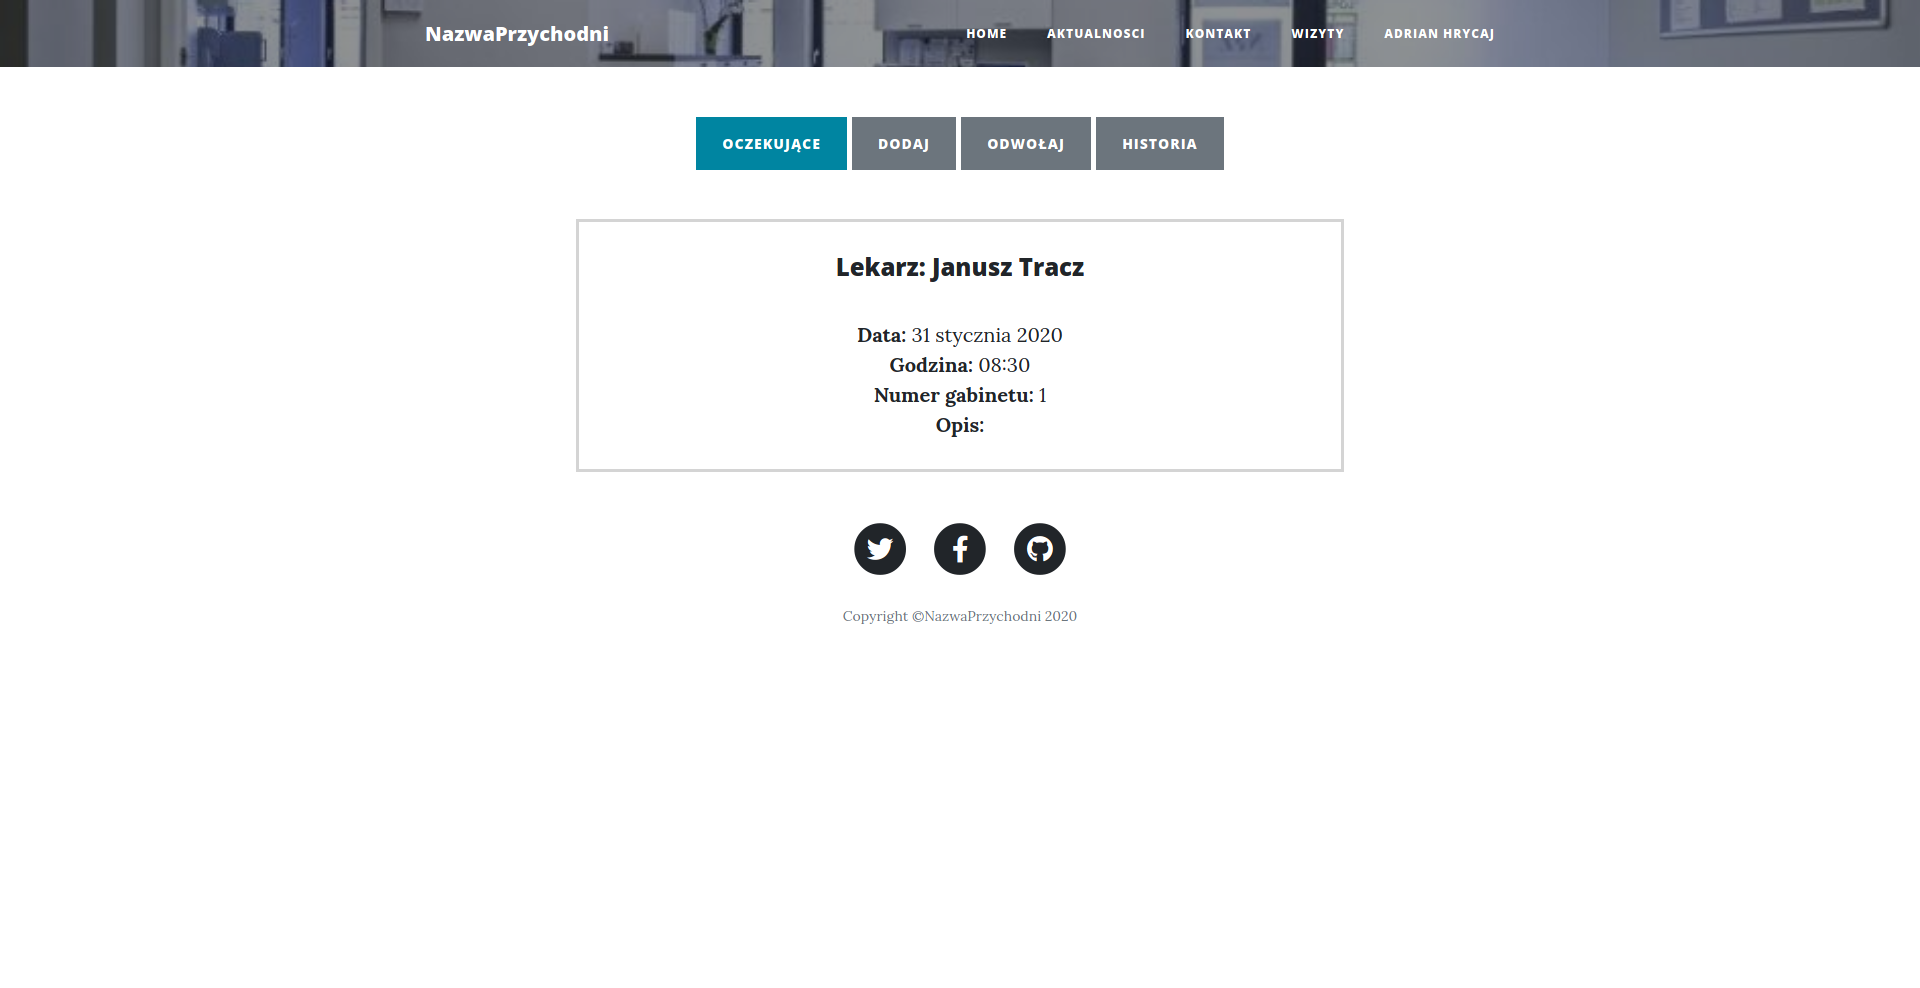 NazwaPrzychodni
HOME AKTUALNOSCI KONTAKT WIZYTY ADRIAN HRYCAJ
OCZEKUJĄCE DODAJ ODWOŁAJ HISTORIA
Lekarz: Janusz Tracz
Data: 31 stycznia 2020
Godzina: 08:30
Numer gabinetu: 1
Opis:
Copyright ©NazwaPrzychodni 2020